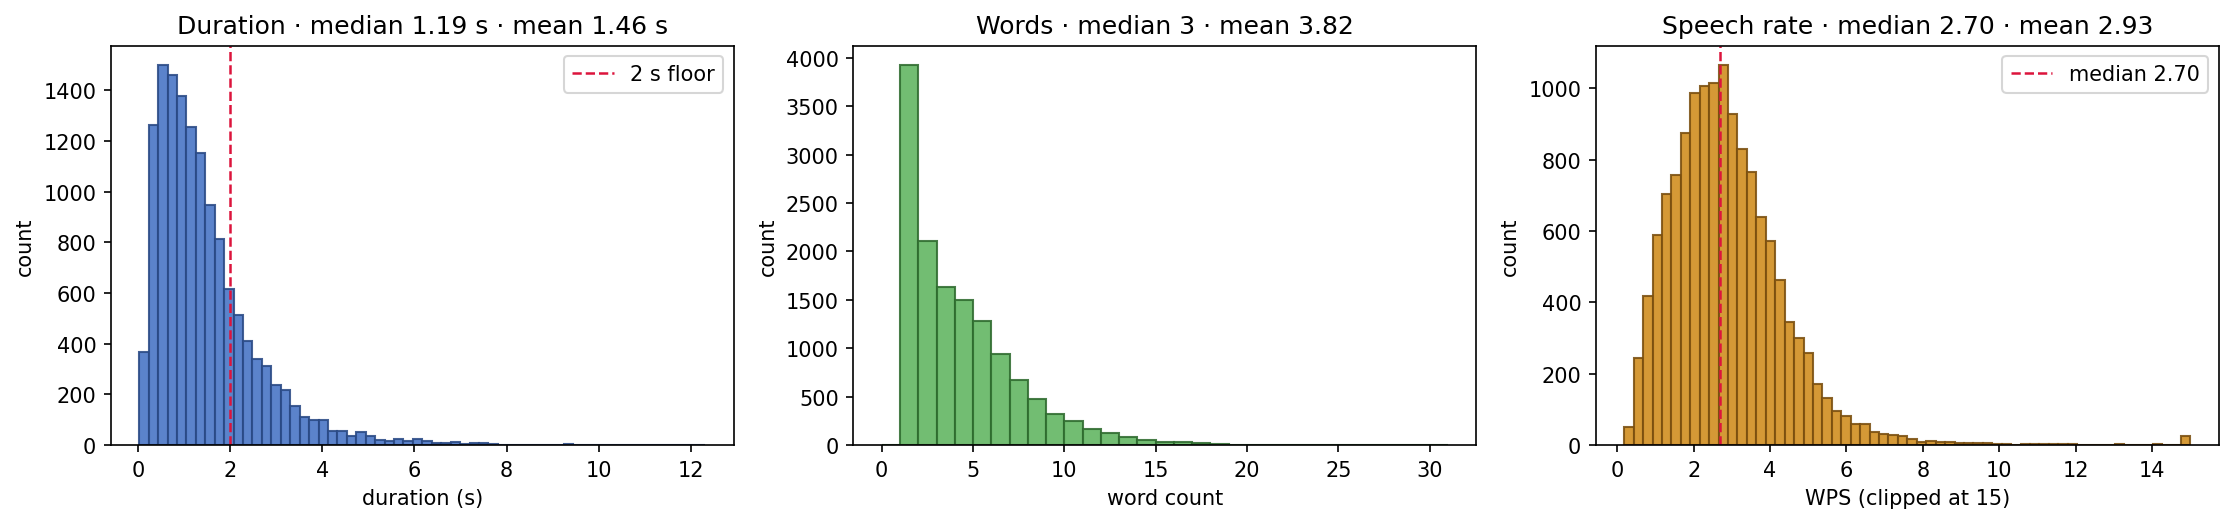 Duration · median 1.19 s · mean 1.46 s
1400
1200
1000
800
600
400
200
0
count
2 s floor
0 2 4 6 8 10 12
duration (s)
Words · median 3 · mean 3.82
4000
3500
3000
2500
2000
1500
1000
500
0
count
0 5 10 15 20 25 30
word count
Speech rate · median 2.70 · mean 2.93
1000
800
600
400
200
0
count
median 2.70
0 2 4 6 8 10 12 14
WPS (clipped at 15)